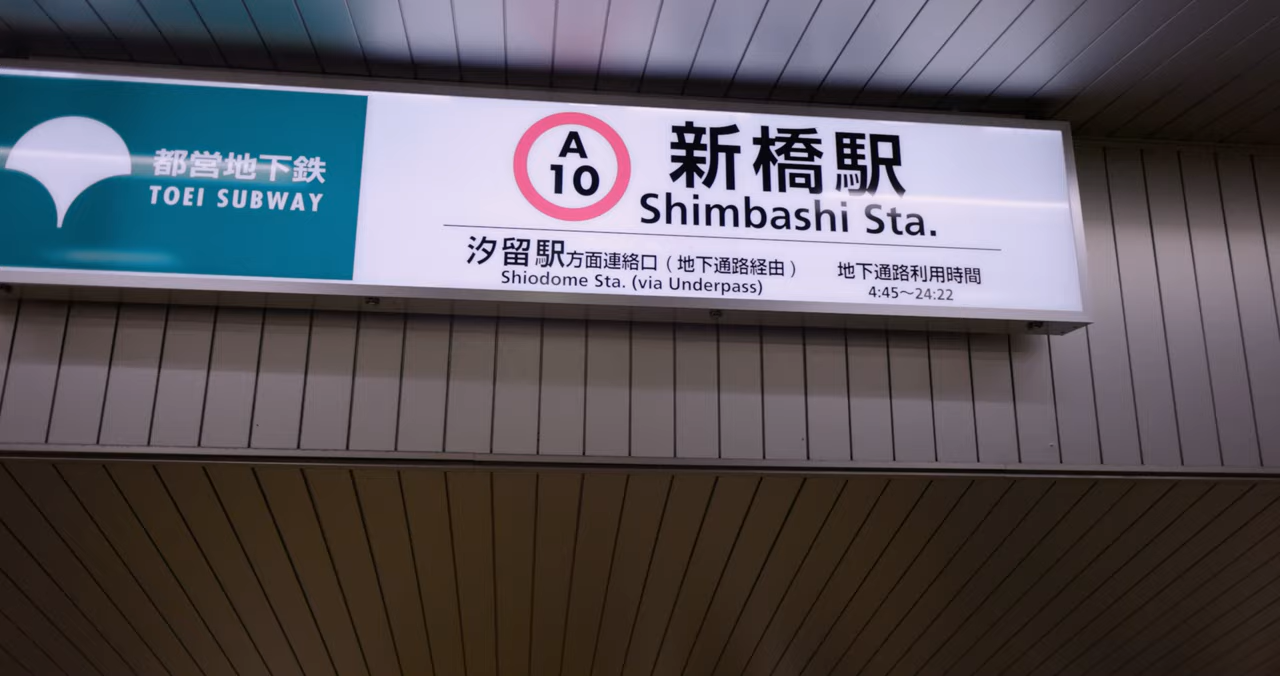 都営地下鉄
TOEI SUBWAY
A
10
新橋駅
Shimbashi Sta.
汐留駅方面連絡口（地下通路経由）
Shiodome Sta. (via Underpass)
地下通路利用時間
4:45～24:22